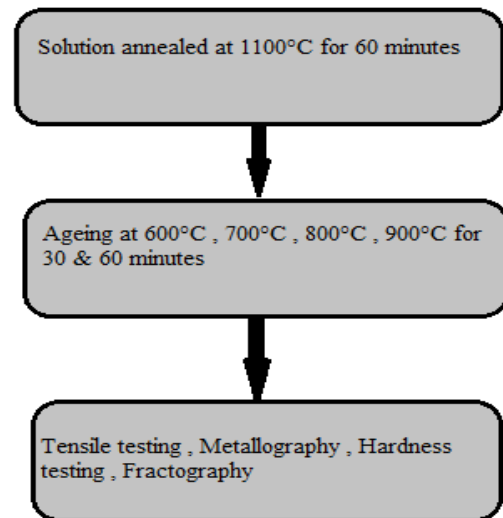 Solution annealed at 1100°C for 60 minutes
Ageing at 600°C , 700°C , 800°C , 900°C for
30 & 60 minutes
Tensile testing , Metallography , Hardness
testing , Fractography